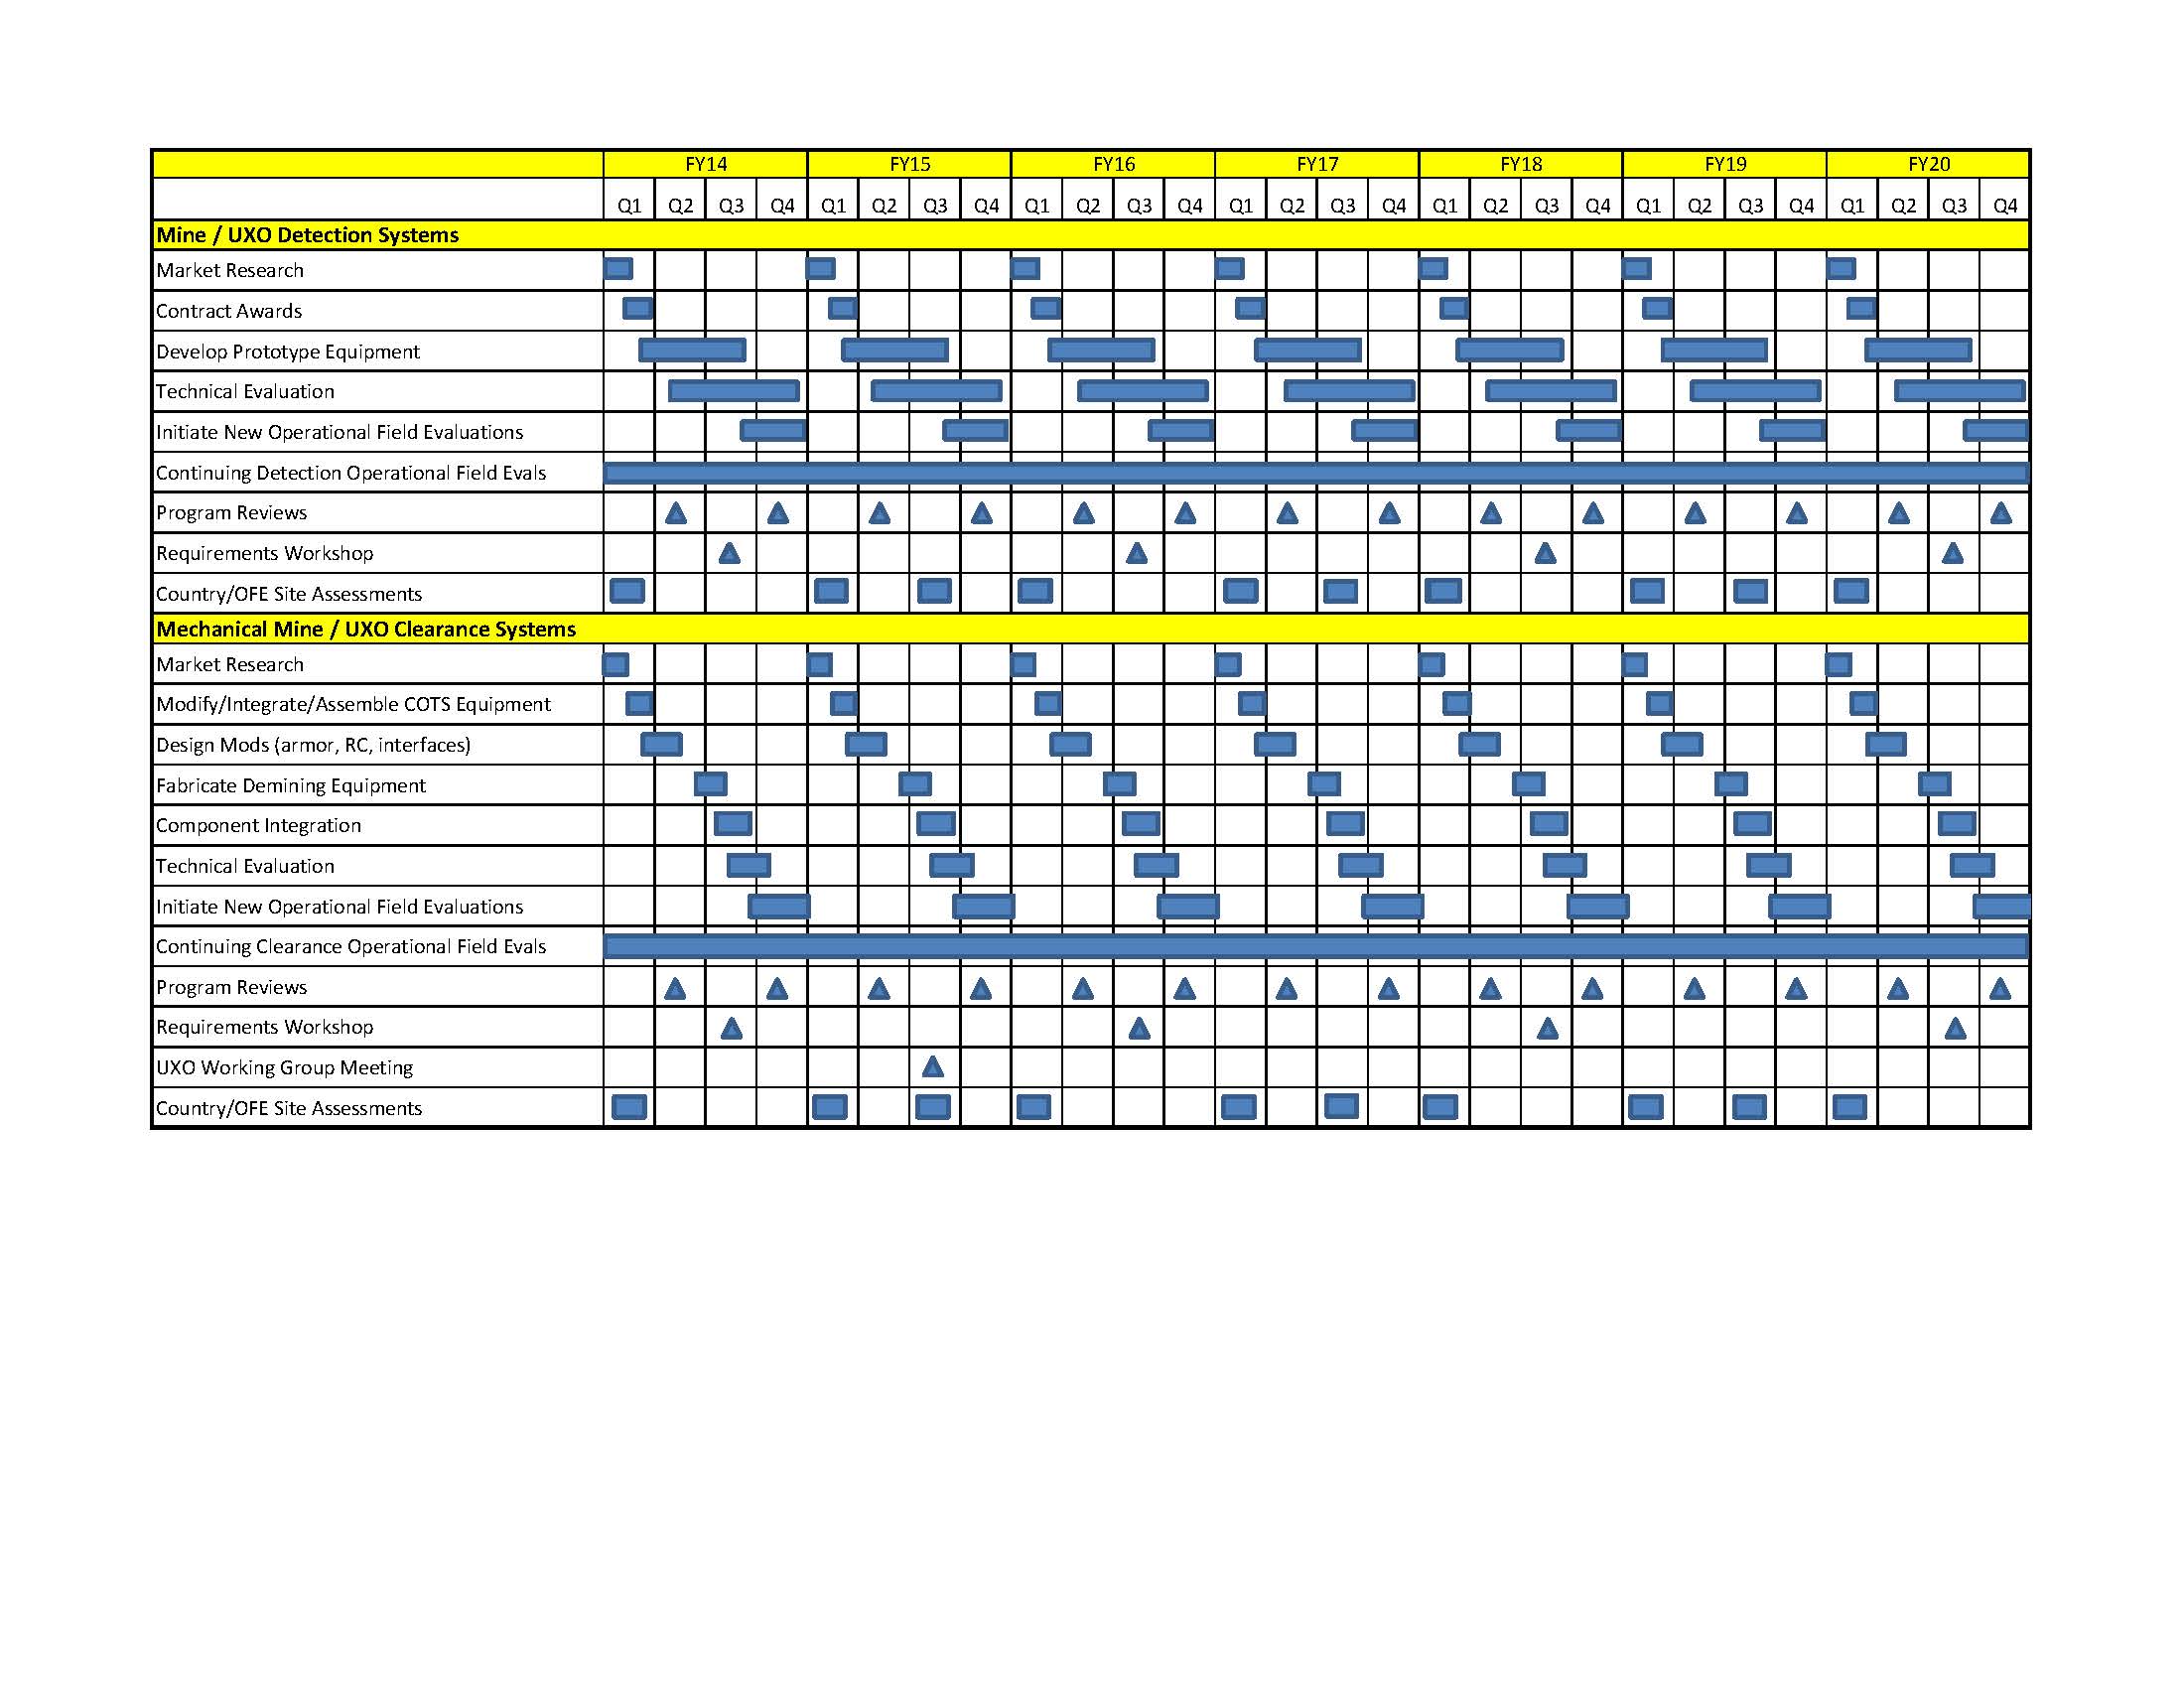 FY14 FY15 FY16 FY17 FY18 FY19 FY20
Q1 Q2 Q3 Q4 Q1 Q2 Q3 Q4 Q1 Q2 Q3 Q4 Q1 Q2 Q3 Q4 Q1 Q2 Q3 Q4 Q1 Q2 Q3 Q4 Q1 Q2 Q3 Q4
Mine / UXO Detection Systems
Market Research
Contract Awards
Develop Prototype Equipment
Technical Evaluation
Initiate New Operational Field Evaluations
Continuing Detection Operational Field Evals
Program Reviews
Requirements Workshop
Country/OFE Site Assessments
Mechanical Mine / UXO Clearance Systems
Market Research
Modify/Integrate/Assemble COTS Equipment
Design Mods (armor, RC, interfaces)
Fabricate Demining Equipment
Component Integration
Technical Evaluation
Initiate New Operational Field Evaluations
Continuing Clearance Operational Field Evals
Program Reviews
Requirements Workshop
UXO Working Group Meeting
Country/OFE Site Assessments